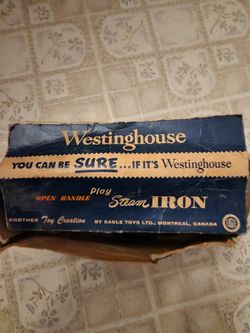 Westinghouse
YOU CAN BE SURE...IF IT'S Westinghouse
OPEN HANDLE Play Steam IRON
ANOTHER Toy Creation BY EAGLE TOYS LTD., MONTREAL, CANADA